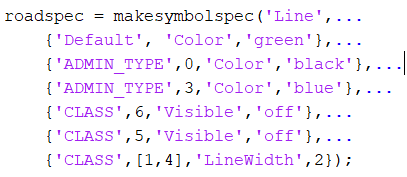 roadspec = makesymbolspec('Line',...
{'Default', 'Color','green'},...
{'ADMIN_TYPE',0,'Color','black'},...
{'ADMIN_TYPE',3,'Color','blue'},...
{'CLASS',6,'Visible','off'},...
{'CLASS',5,'Visible','off'},...
{'CLASS',[1,4],'LineWidth',2});